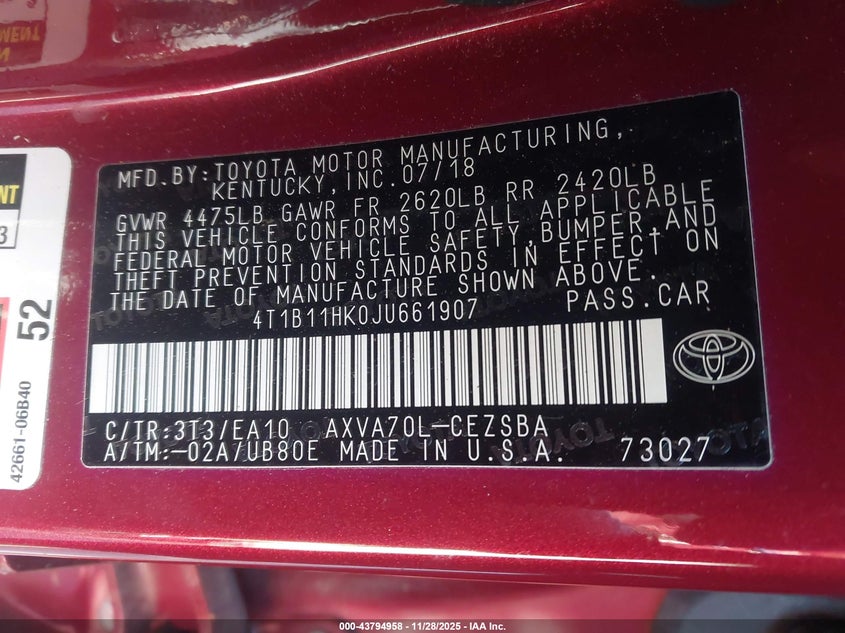 MENT
NT
3
52
42661-06B40
MFD.BY:TOYOTA MOTOR MANUFACTURING,
KENTUCKY,INC.07/18
GVWR 4475LB GAWR FR 2620LB RR 2420LB
THIS VEHICLE CONFORMS TO ALL APPLICABLE
FEDERAL MOTOR VEHICLE SAFETY,BUMPER,AND
THEFT PREVENTION STANDARDS IN EFFECT ON
THE DATE OF MANUFACTURE SHOWN ABOVE.
4T1B11HK0JU661907 PASS.CAR
C/TR:3T3/EA10 AXVA70L-CEZSBA
A/TM:-02A/UB80E MADE IN U.S.A. 73027
000-43794958 | 11/28/2025 - IAA Inc.